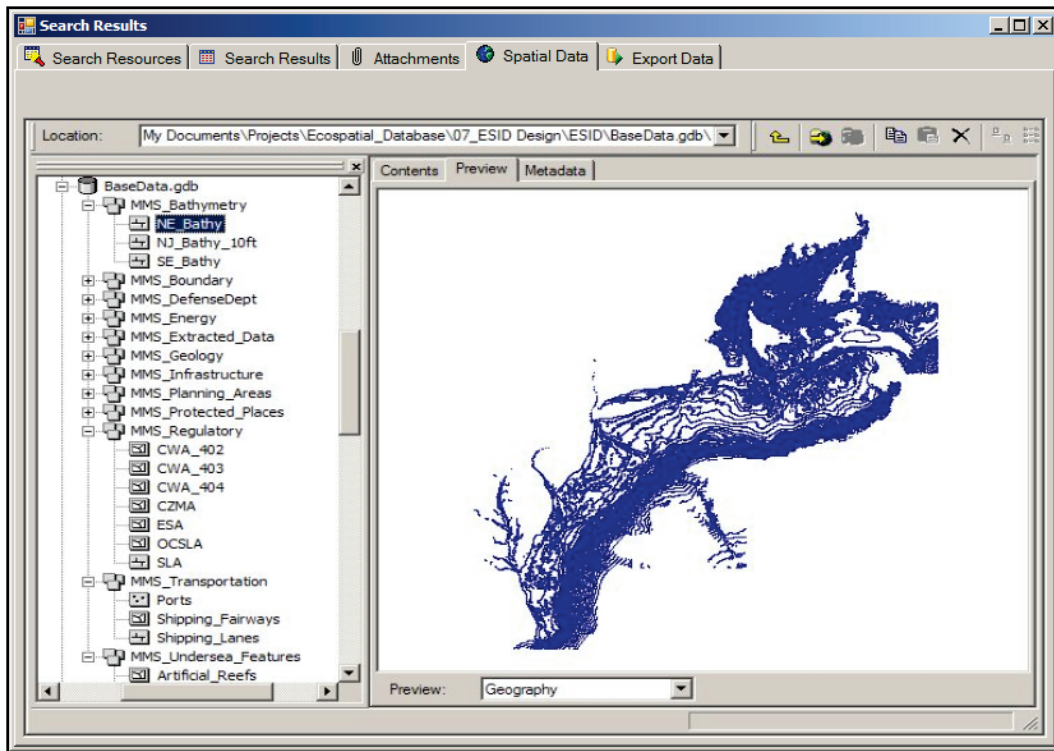 Search Results
Search Resources Search Results Attachments Spatial Data Export Data
Location: My Documents\Projects\Ecospatial_Database\07_ESID Design\ESID\BaseData.gdb\
Contents Preview Metadata
BaseData.gdb
MMS_Bathymetry
NE_Bathy
NJ_Bathy_10ft
SE_Bathy
MMS_Boundary
MMS_DefenseDept
MMS_Energy
MMS_Extracted_Data
MMS_Geology
MMS_Infrastructure
MMS_Planning_Areas
MMS_Protected_Places
MMS_Regulatory
CWA_402
CWA_403
CWA_404
CZMA
ESA
OCSLA
SLA
MMS_Transportation
Ports
Shipping_Fairways
Shipping_Lanes
MMS_Undersea_Features
Artificial_Reefs
Preview: Geography